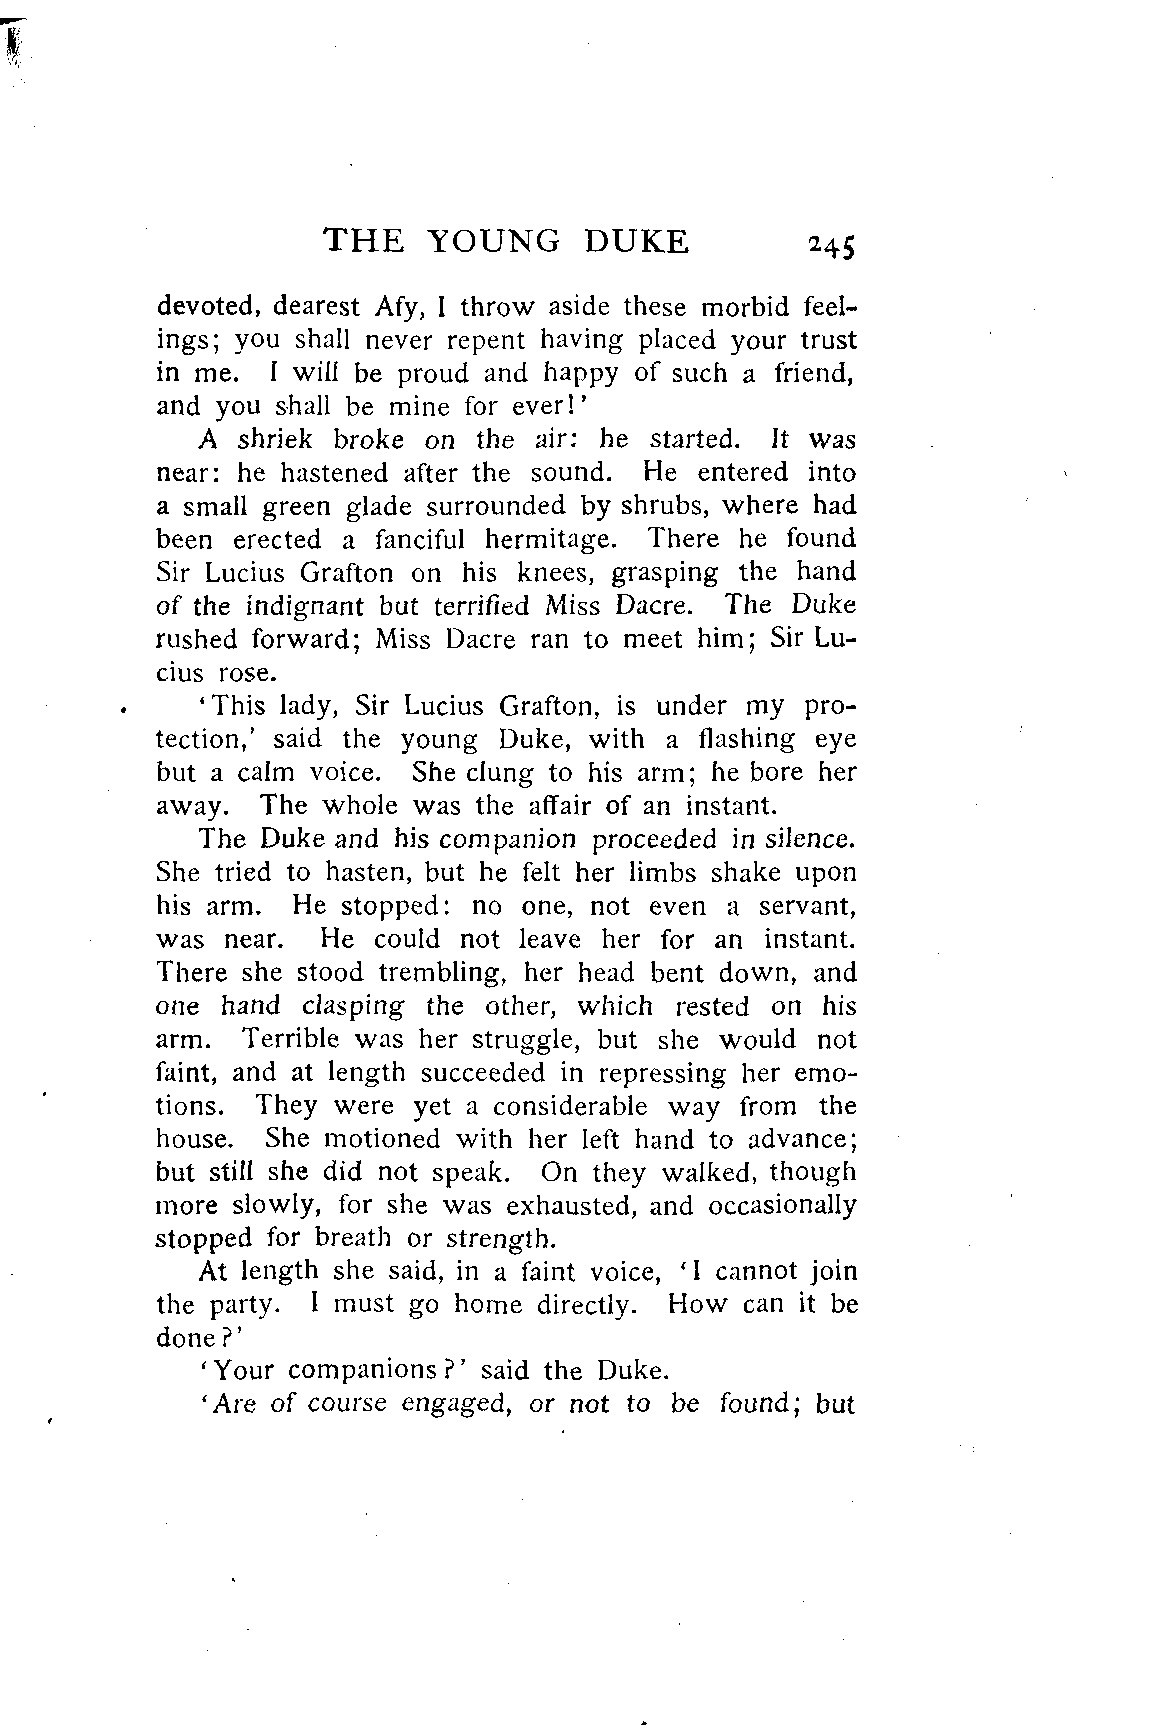 THE YOUNG DUKE 245
devoted, dearest Afy, I throw aside these morbid feel-
ings; you shall never repent having placed your trust
in me. I will be proud and happy of such a friend,
and you shall be mine for ever!'
A shriek broke on the air: he started. It was
near: he hastened after the sound. He entered into
a small green glade surrounded by shrubs, where had
been erected a fanciful hermitage. There he found
Sir Lucius Grafton on his knees, grasping the hand
of the indignant but terrified Miss Dacre. The Duke
rushed forward; Miss Dacre ran to meet him; Sir Lu-
cius rose.
'This lady, Sir Lucius Grafton, is under my pro-
tection,' said the young Duke, with a flashing eye
but a calm voice. She clung to his arm; he bore her
away. The whole was the affair of an instant.
The Duke and his companion proceeded in silence.
She tried to hasten, but he felt her limbs shake upon
his arm. He stopped: no one, not even a servant,
was near. He could not leave her for an instant.
There she stood trembling, her head bent down, and
one hand clasping the other, which rested on his
arm. Terrible was her struggle, but she would not
faint, and at length succeeded in repressing her emo-
tions. They were yet a considerable way from the
house. She motioned with her left hand to advance;
but still she did not speak. On they walked, though
more slowly, for she was exhausted, and occasionally
stopped for breath or strength.
At length she said, in a faint voice, 'I cannot join
the party. I must go home directly. How can it be
done?'
'Your companions?' said the Duke.
'Are of course engaged, or not to be found; but